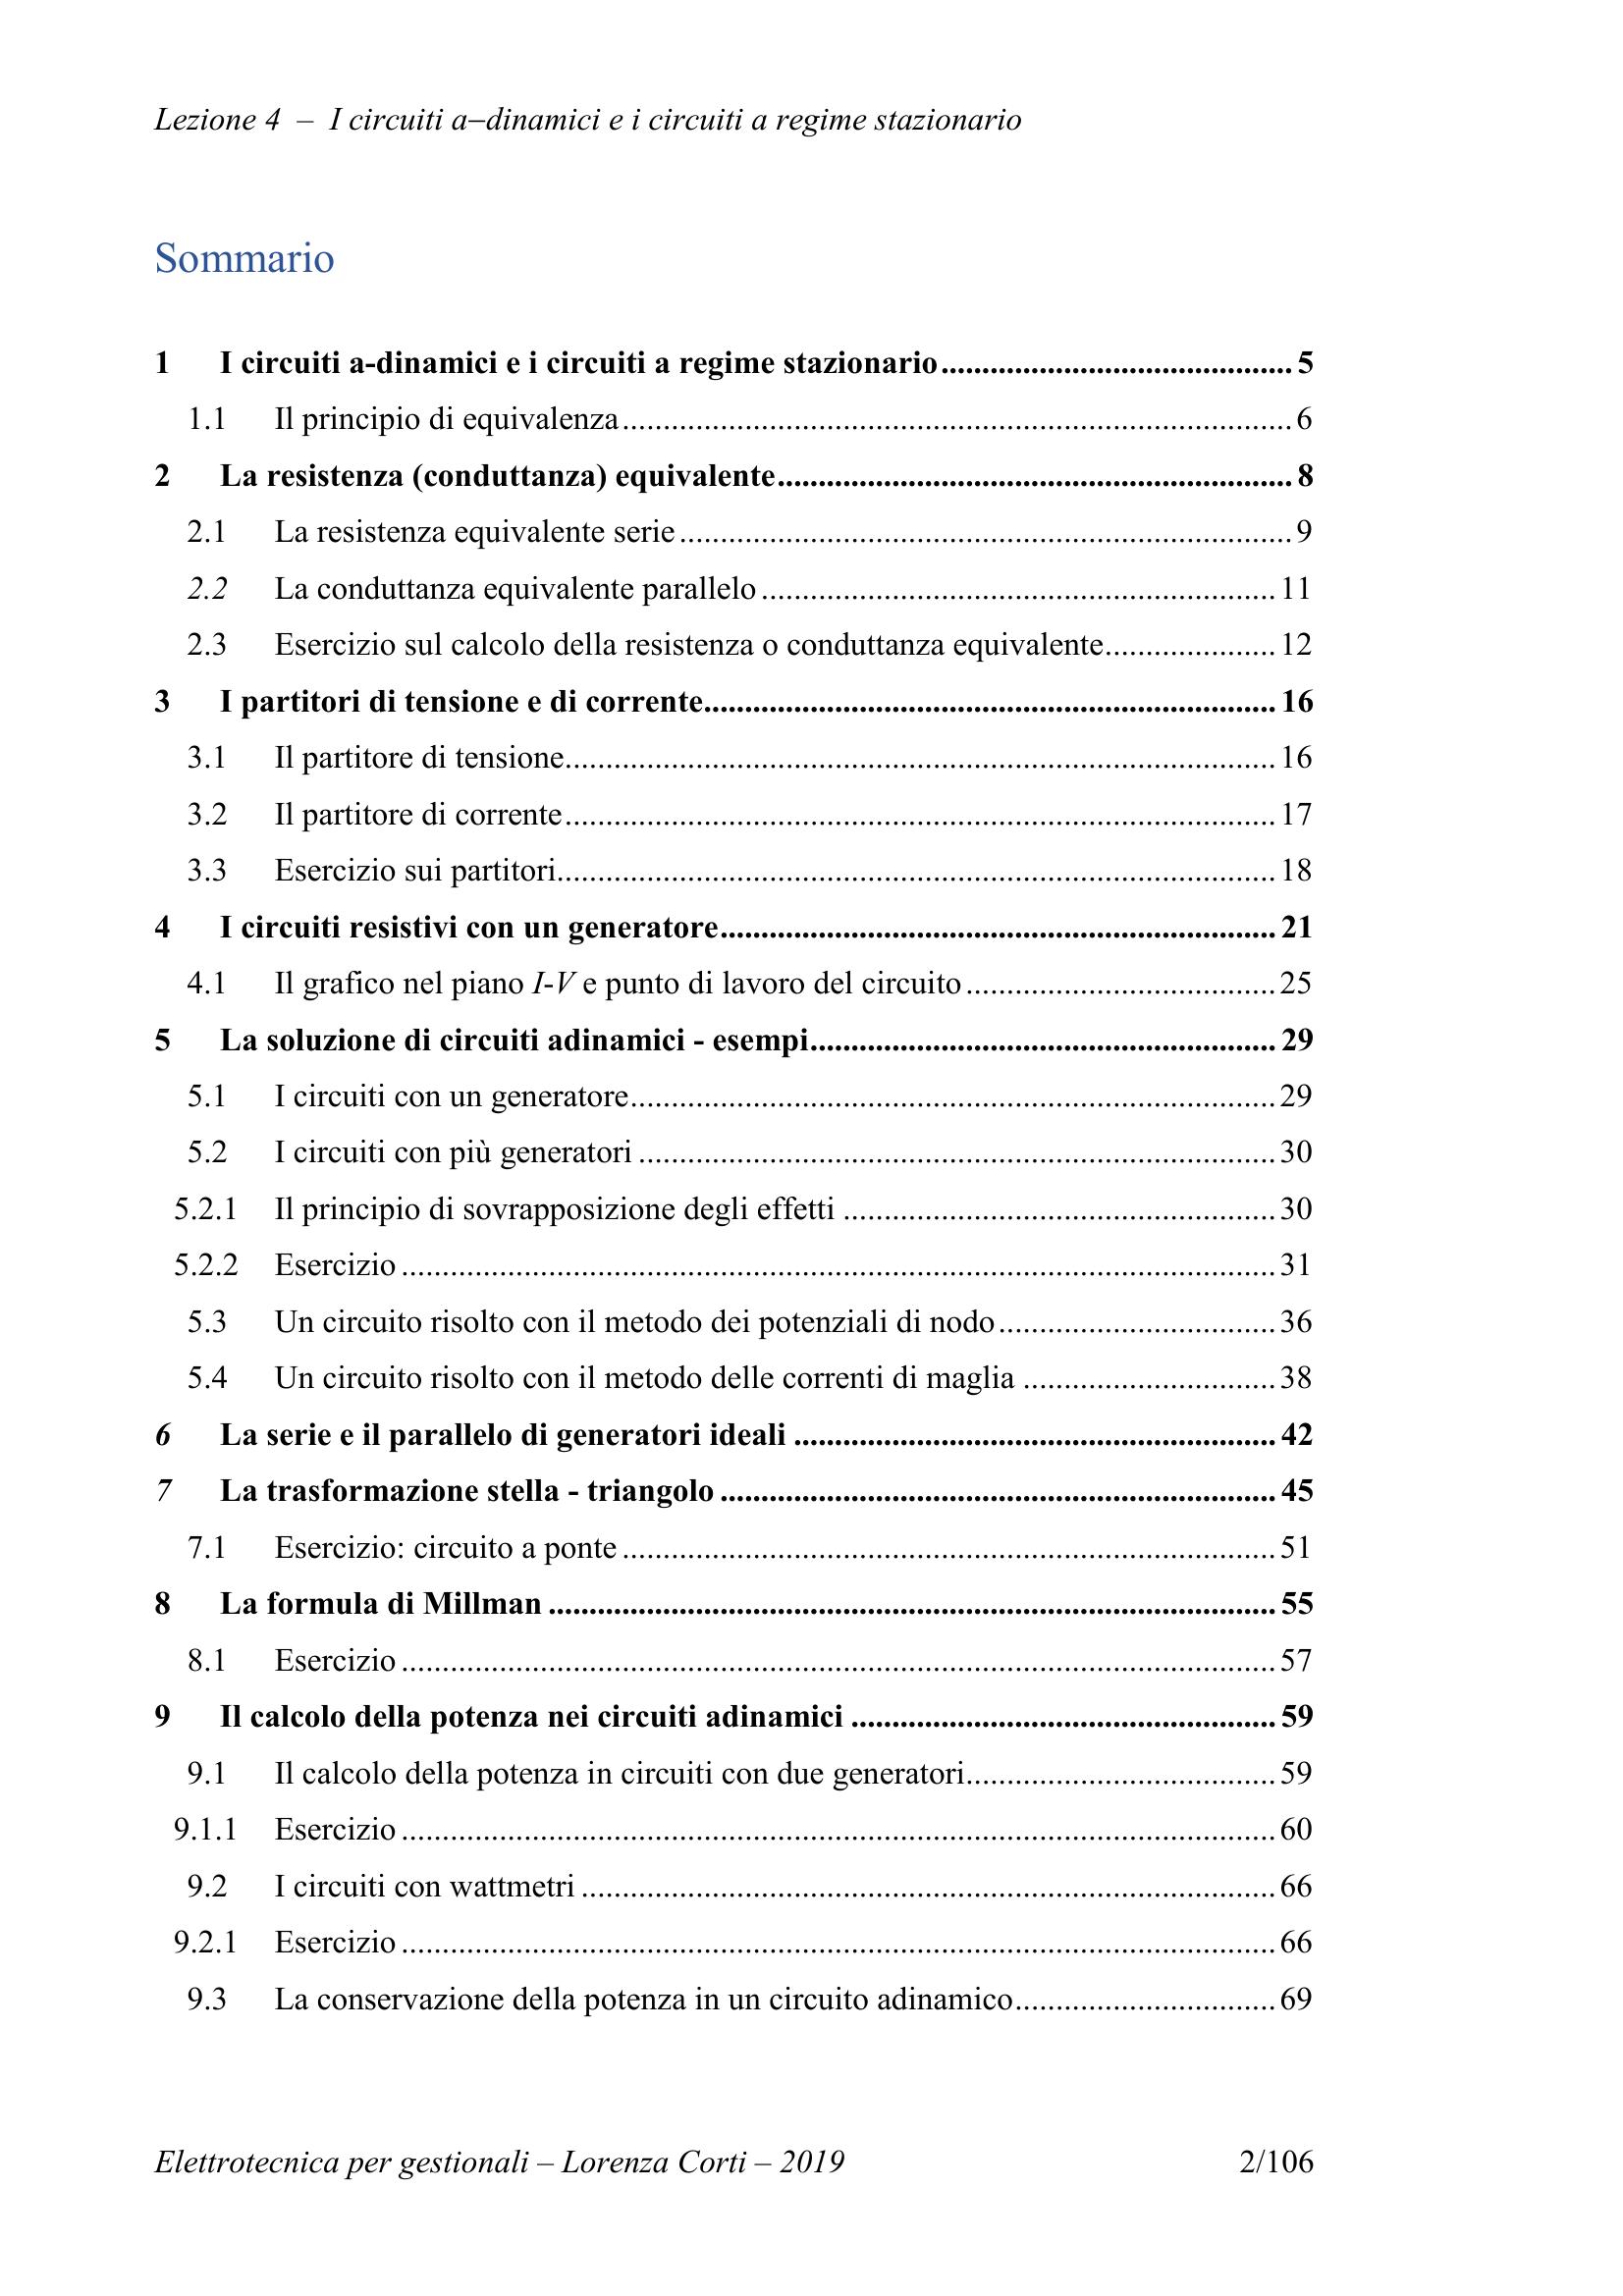 Lezione 4 – I circuiti a–dinamici e i circuiti a regime stazionario
Sommario
1 I circuiti a-dinamici e i circuiti a regime stazionario........................................... 5
1.1 Il principio di equivalenza.................................................................................. 6
2 La resistenza (conduttanza) equivalente............................................................... 8
2.1 La resistenza equivalente serie........................................................................... 9
2.2 La conduttanza equivalente parallelo............................................................... 11
2.3 Esercizio sul calcolo della resistenza o conduttanza equivalente..................... 12
3 I partitori di tensione e di corrente...................................................................... 16
3.1 Il partitore di tensione....................................................................................... 16
3.2 Il partitore di corrente....................................................................................... 17
3.3 Esercizio sui partitori........................................................................................ 18
4 I circuiti resistivi con un generatore.................................................................... 21
4.1 Il grafico nel piano I-V e punto di lavoro del circuito...................................... 25
5 La soluzione di circuiti adinamici - esempi......................................................... 29
5.1 I circuiti con un generatore............................................................................... 29
5.2 I circuiti con più generatori.............................................................................. 30
5.2.1 Il principio di sovrapposizione degli effetti..................................................... 30
5.2.2 Esercizio........................................................................................................... 31
5.3 Un circuito risolto con il metodo dei potenziali di nodo.................................. 36
5.4 Un circuito risolto con il metodo delle correnti di maglia............................... 38
6 La serie e il parallelo di generatori ideali........................................................... 42
7 La trasformazione stella - triangolo.................................................................... 45
7.1 Esercizio: circuito a ponte................................................................................ 51
8 La formula di Millman......................................................................................... 55
8.1 Esercizio........................................................................................................... 57
9 Il calcolo della potenza nei circuiti adinamici.................................................... 59
9.1 Il calcolo della potenza in circuiti con due generatori...................................... 59
9.1.1 Esercizio........................................................................................................... 60
9.2 I circuiti con wattmetri..................................................................................... 66
9.2.1 Esercizio........................................................................................................... 66
9.3 La conservazione della potenza in un circuito adinamico................................ 69
Elettrotecnica per gestionali – Lorenza Corti – 2019 2/106